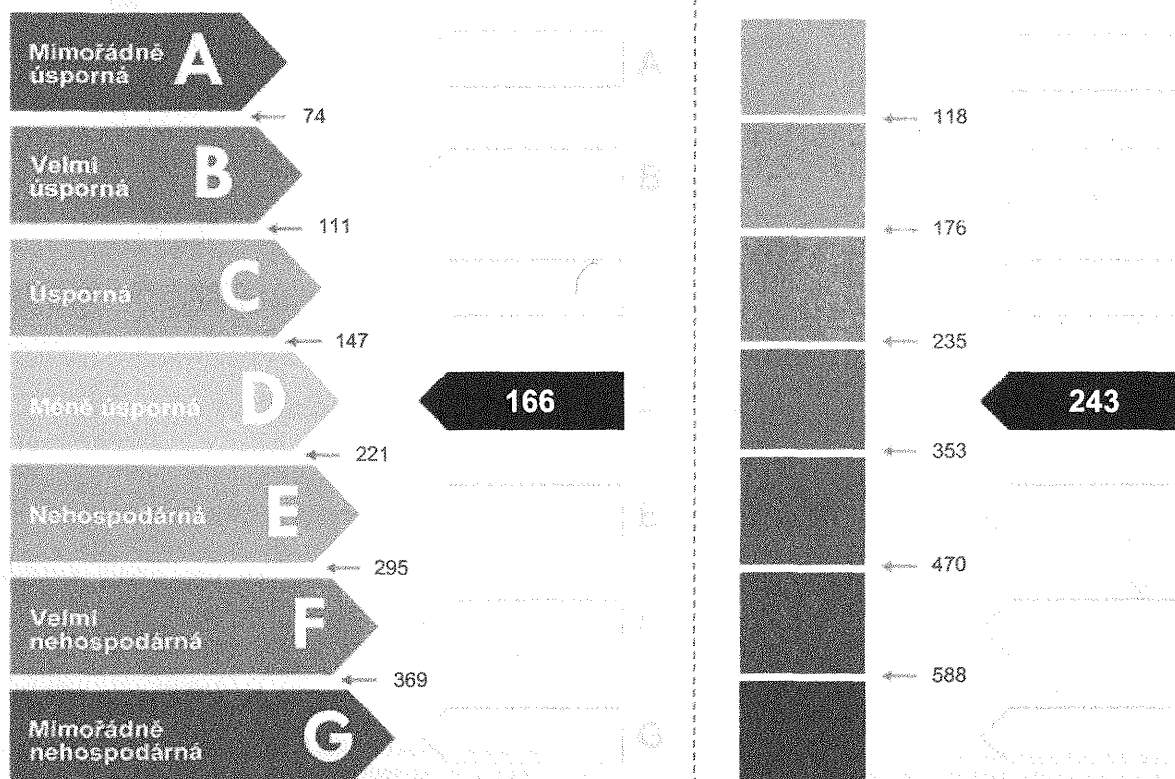 Mimořádně
úsporná
A
74
Velmi
úsporná
B
111
Úsporná
C
147
Méně úsporná
D
221
Nehospodárná
E
295
Velmi
nehospodárná
F
369
Mimořádně
nehospodárná
G
166
A
B
E
G
118
176
235
353
470
588
243